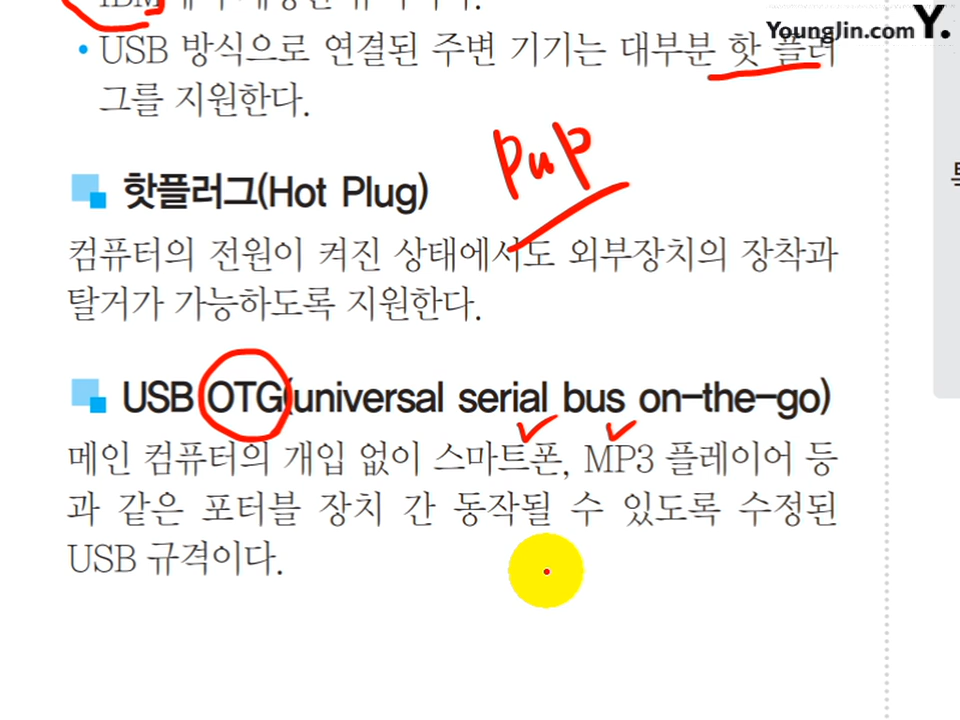 YoungJin.com Y.
• USB 방식으로 연결된 주변 기기는 대부분 핫 플러
그를 지원한다.
PnP
핫플러그(Hot Plug)
컴퓨터의 전원이 켜진 상태에서도 외부장치의 장착과
탈거가 가능하도록 지원한다.
USB OTG(universal serial bus on-the-go)
메인 컴퓨터의 개입 없이 스마트폰, MP3 플레이어 등
과 같은 포터블 장치 간 동작될 수 있도록 수정된
USB 규격이다.